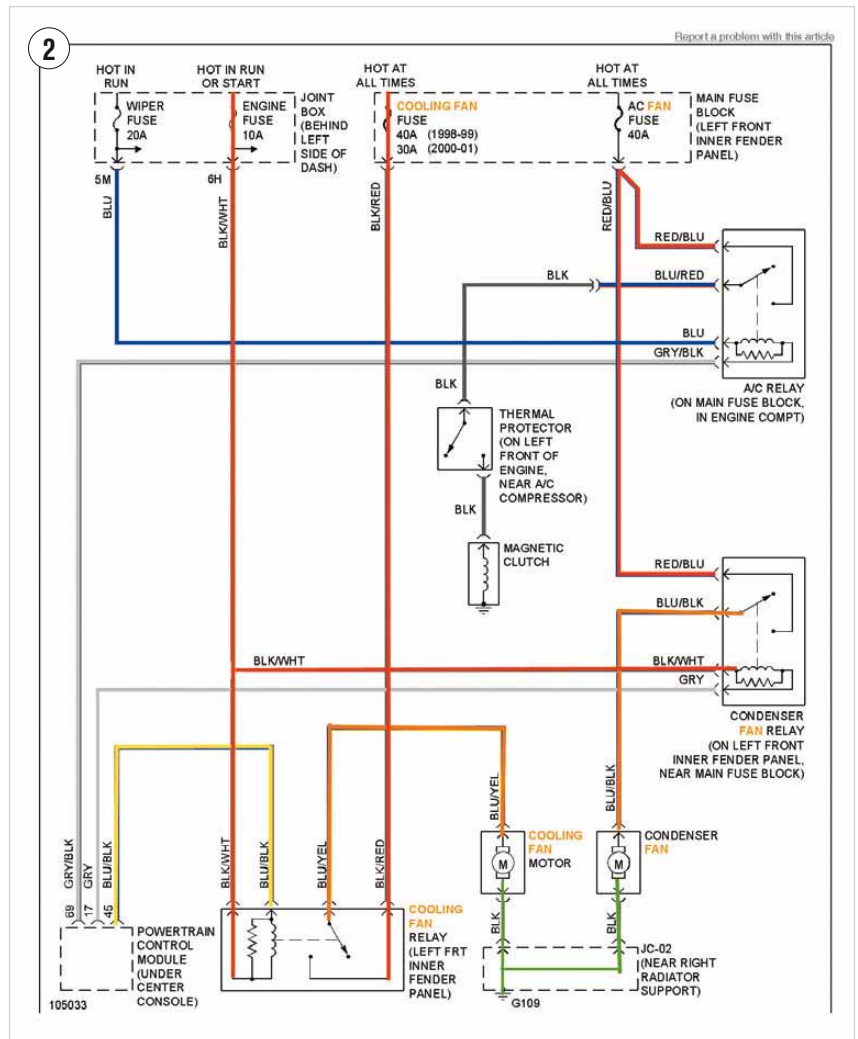 Report a problem with this article
2
HOT IN
RUN
HOT IN RUN
OR START
HOT AT
ALL TIMES
HOT AT
ALL TIMES
WIPER
FUSE
20A
ENGINE
FUSE
10A
JOINT
BOX
(BEHIND
LEFT
SIDE OF
DASH)
COOLING FAN
FUSE
40A (1998-99)
30A (2000-01)
AC FAN
FUSE
40A
MAIN FUSE
BLOCK
(LEFT FRONT
INNER FENDER
PANEL)
5M
6H
BLU
BLK/WHT
BLK/RED
RED/BLU
RED/BLU
BLK
BLU/RED
BLU
GRY/BLK
A/C RELAY
(ON MAIN FUSE BLOCK,
IN ENGINE COMPT)
BLK
THERMAL
PROTECTOR
(ON LEFT
FRONT OF
ENGINE,
NEAR A/C
COMPRESSOR)
BLK
MAGNETIC
CLUTCH
RED/BLU
BLU/BLK
BLK/WHT
BLK/WHT
GRY
CONDENSER
FAN RELAY
(ON LEFT FRONT
INNER FENDER PANEL,
NEAR MAIN FUSE BLOCK)
BLU/YEL
BLU/BLK
COOLING
FAN
MOTOR
M
CONDENSER
FAN
M
69 GRY/BLK
17 GRY
45 BLU/BLK
BLK/WHT
BLU/BLK
BLU/YEL
BLK/RED
COOLING
FAN
RELAY
(LEFT FRT
INNER
FENDER
PANEL)
BLK
BLK
POWERTRAIN
CONTROL
MODULE
(UNDER
CENTER
CONSOLE)
JC-02
(NEAR RIGHT
RADIATOR
SUPPORT)
G109
105033